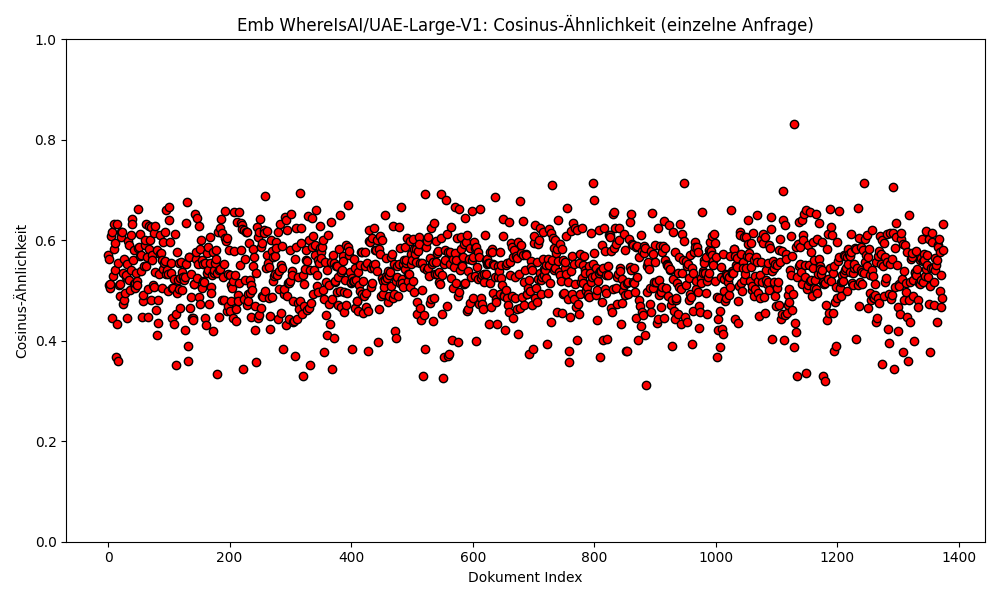 Emb WhereIsAI/UAE-Large-V1: Cosinus-Ähnlichkeit (einzelne Anfrage)
Cosinus-Ähnlichkeit
1.0
0.8
0.6
0.4
0.2
0.0
0 200 400 600 800 1000 1200 1400
Dokument Index